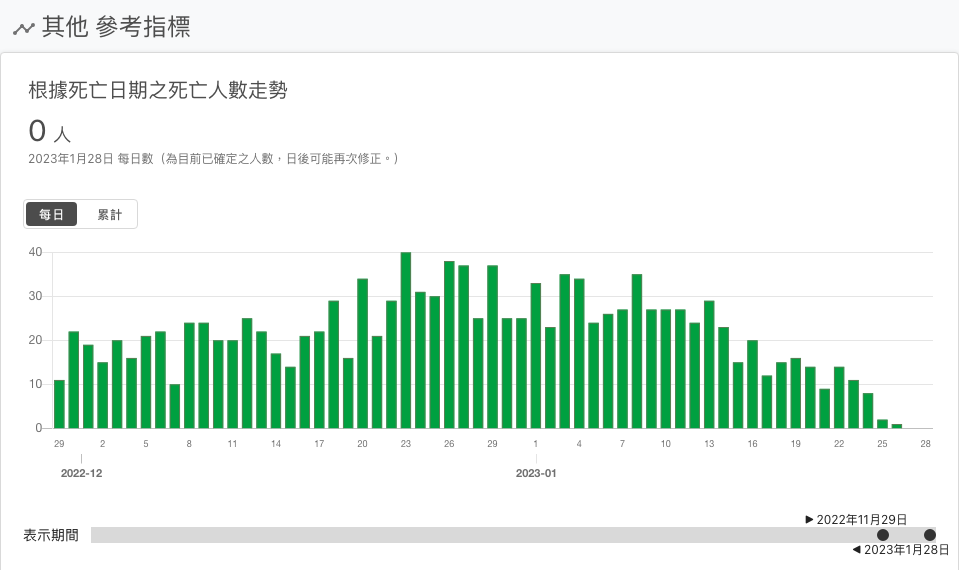 其他 參考指標
根據死亡日期之死亡人數走勢
0 人
2023年1月28日 每日數（為目前已確定之人數，日後可能再次修正。）
每日 累計
40
30
20
10
0
29 2 5 8 11 14 17 20 23 26 29 1 4 7 10 13 16 19 22 25 28
2022-12 2023-01
▶ 2022年11月29日
表示期間
◀ 2023年1月28日